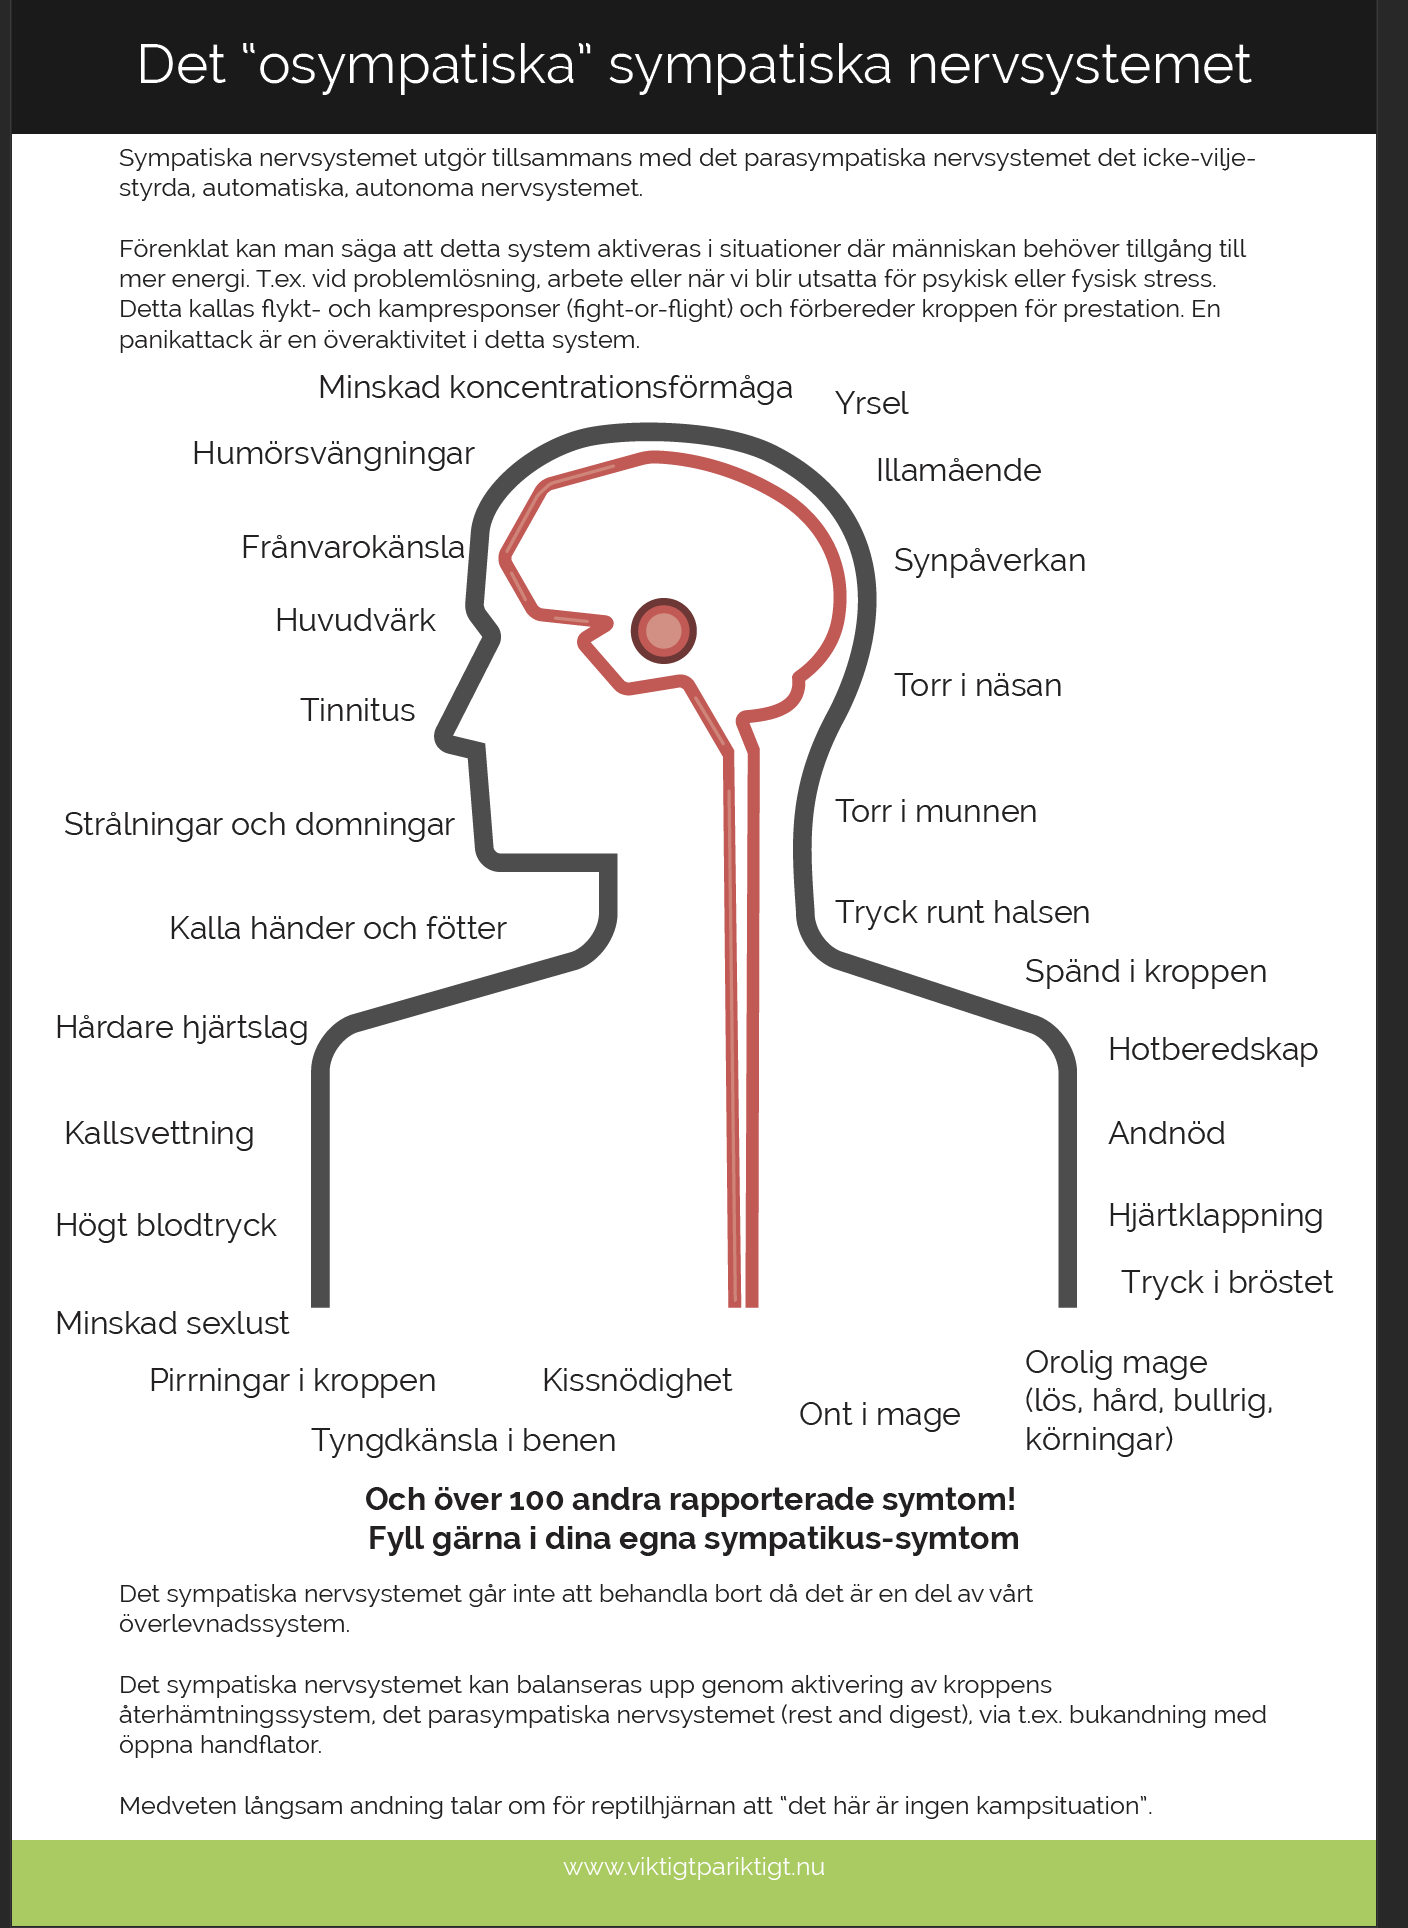 Det “osympatiska” sympatiska nervsystemet
Sympatiska nervsystemet utgör tillsammans med det parasympatiska nervsystemet det icke-vilje-
styrda, automatiska, autonoma nervsystemet.
Förenklat kan man säga att detta system aktiveras i situationer där människan behöver tillgång till
mer energi. T.ex. vid problemlösning, arbete eller när vi blir utsatta för psykisk eller fysisk stress.
Detta kallas flykt- och kampresponser (fight-or-flight) och förbereder kroppen för prestation. En
panikattack är en överaktivitet i detta system.
Minskad koncentrationsförmåga
Yrsel
Humörsvängningar
Illamående
Frånvarokänsla
Synpåverkan
Huvudvärk
Torr i näsan
Tinnitus
Torr i munnen
Strålningar och domningar
Tryck runt halsen
Kalla händer och fötter
Spänd i kroppen
Hårdare hjärtslag
Hotberedskap
Kallsvettning
Andnöd
Högt blodtryck
Hjärtklappning
Tryck i bröstet
Minskad sexlust
Pirrningar i kroppen
Kissnödighet
Orolig mage
(lös, hård, bullrig,
körningar)
Ont i mage
Tyngdkänsla i benen
Och över 100 andra rapporterade symtom!
Fyll gärna i dina egna sympatikus-symtom
Det sympatiska nervsystemet går inte att behandla bort då det är en del av vårt
överlevnadssystem.
Det sympatiska nervsystemet kan balanseras upp genom aktivering av kroppens
återhämtningssystem, det parasympatiska nervsystemet (rest and digest), via t.ex. bukandning med
öppna handflator.
Medveten långsam andning talar om för reptilhjärnan att “det här är ingen kampsituation”.
www.viktigtpariktigt.nu